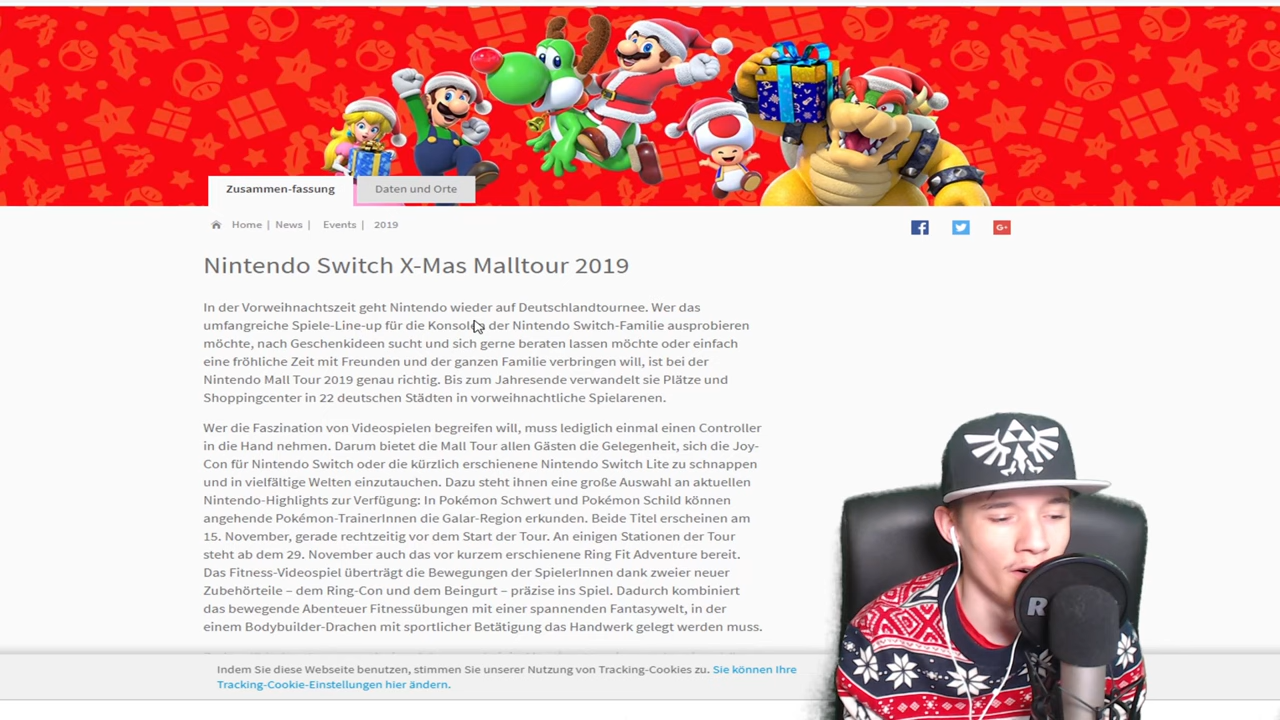 Zusammen-fassung
Daten und Orte
Home | News | Events | 2019
Nintendo Switch X-Mas Malltour 2019
In der Vorweihnachtszeit geht Nintendo wieder auf Deutschlandtournee. Wer das
umfangreiche Spiele-Line-up für die Konsolen der Nintendo Switch-Familie ausprobieren
möchte, nach Geschenkideen sucht und sich gerne beraten lassen möchte oder einfach
eine fröhliche Zeit mit Freunden und der ganzen Familie verbringen will, ist bei der
Nintendo Mall Tour 2019 genau richtig. Bis zum Jahresende verwandelt sie Plätze und
Shoppingcenter in 22 deutschen Städten in vorweihnachtliche Spielarenen.
Wer die Faszination von Videospielen begreifen will, muss lediglich einmal einen Controller
in die Hand nehmen. Darum bietet die Mall Tour allen Gästen die Gelegenheit, sich die Joy-
Con für Nintendo Switch oder die kürzlich erschienene Nintendo Switch Lite zu schnappen
und in vielfältige Welten einzutauchen. Dazu steht ihnen eine große Auswahl an aktuellen
Nintendo-Highlights zur Verfügung: In Pokémon Schwert und Pokémon Schild können
angehende Pokémon-TrainerInnen die Galar-Region erkunden. Beide Titel erscheinen am
15. November, gerade rechtzeitig vor dem Start der Tour. An einigen Stationen der Tour
steht ab dem 29. November auch das vor kurzem erschienene Ring Fit Adventure bereit.
Das Fitness-Videospiel überträgt die Bewegungen der SpielerInnen dank zweier neuer
Zubehörteile – dem Ring-Con und dem Beingurt – präzise ins Spiel. Dadurch kombiniert
das bewegende Abenteuer Fitnessübungen mit einer spannenden Fantasywelt, in der
einem Bodybuilder-Drachen mit sportlicher Betätigung das Handwerk gelegt werden muss.
Indem Sie diese Webseite benutzen, stimmen Sie unserer Nutzung von Tracking-Cookies zu. Sie können Ihre
Tracking-Cookie-Einstellungen hier ändern.
R